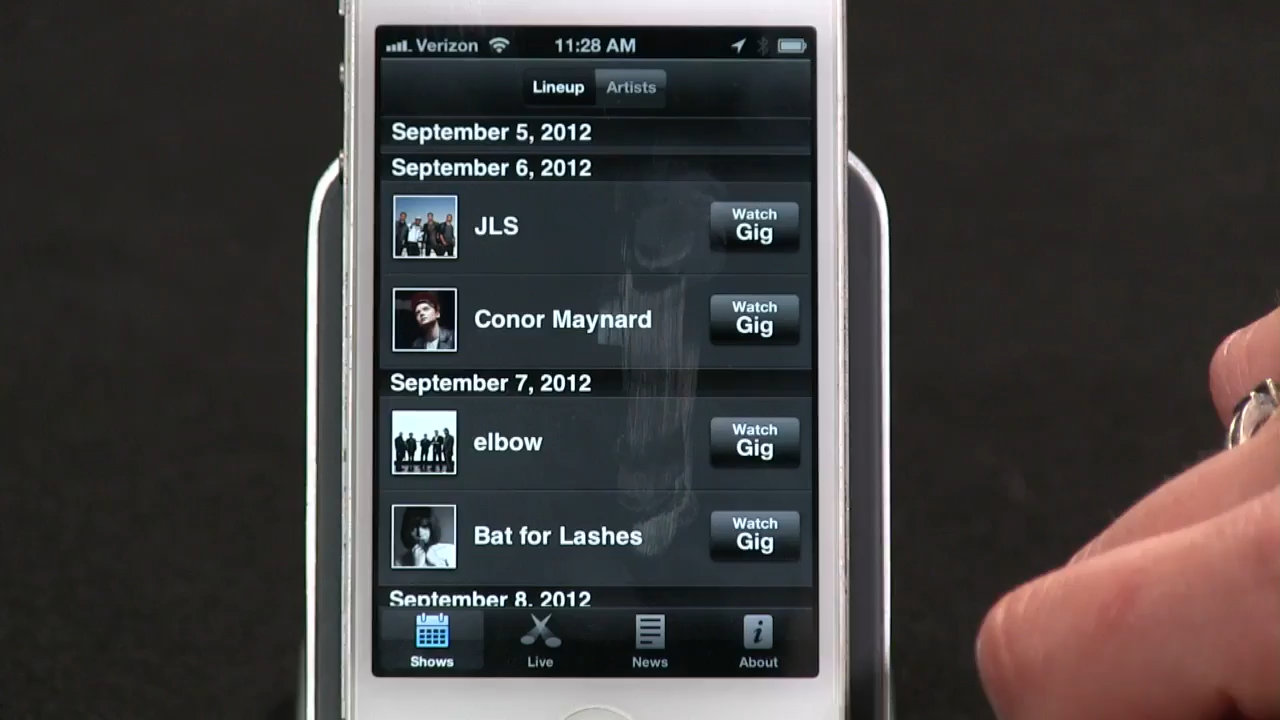 Verizon 11:28 AM
Lineup Artists
September 5, 2012
September 6, 2012
JLS
Watch
Gig
Conor Maynard
Watch
Gig
September 7, 2012
elbow
Watch
Gig
Bat for Lashes
Watch
Gig
September 8, 2012
Shows Live News About